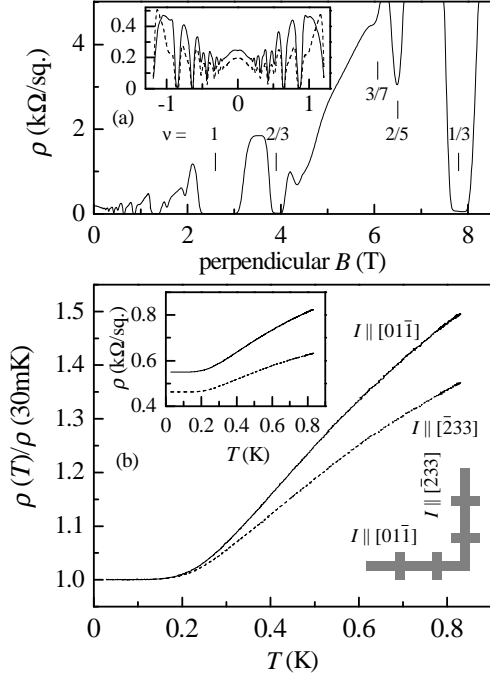 ρ (kΩ/sq.)
4
2
0
0.4
0.2
0.0
-1 0 1
(a)
ν = 1 2/3 3/7 2/5 1/3
0 2 4 6 8
perpendicular B (T)
ρ(T)/ρ (30mK)
1.5
1.4
1.3
1.2
1.1
1.0
ρ (kΩ/sq.)
0.8
0.6
0.4
0.0 0.2 0.4 0.6 0.8
T (K)
I || [011̅]
I || [2̅33]
(b)
I || [2̅33]
I || [011̅]
0.0 0.2 0.4 0.6 0.8
T (K)